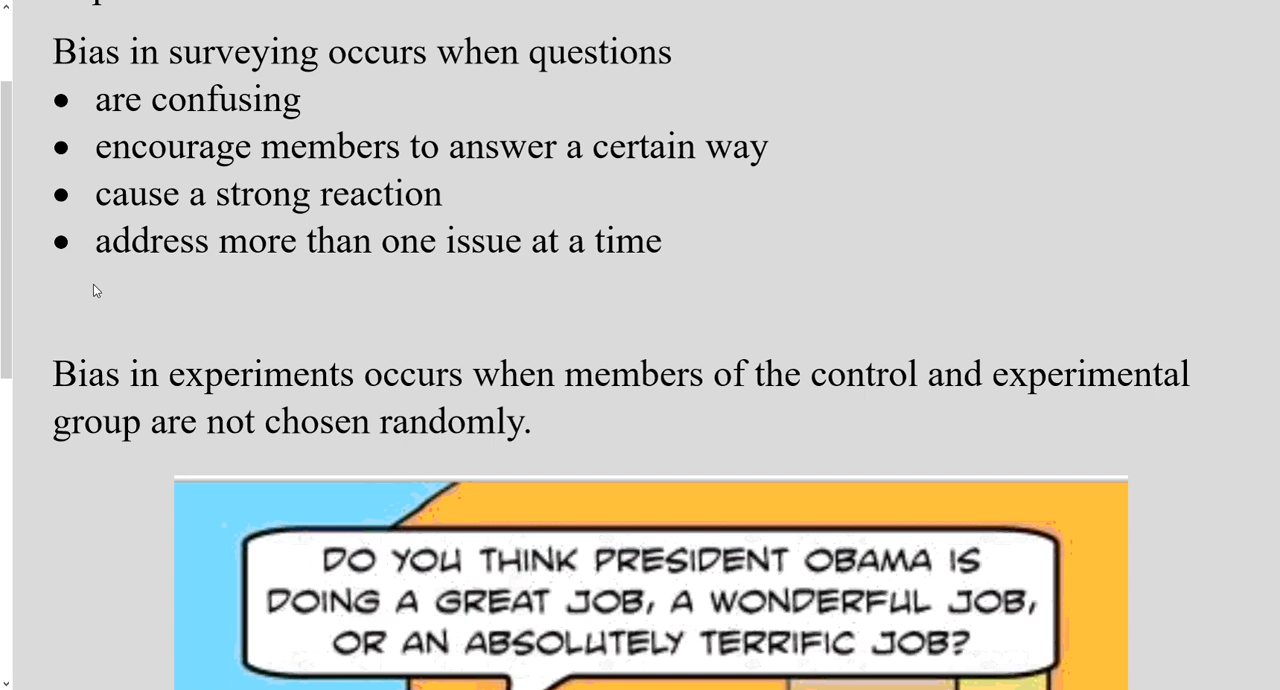 Bias in surveying occurs when questions
• are confusing
• encourage members to answer a certain way
• cause a strong reaction
• address more than one issue at a time
Bias in experiments occurs when members of the control and experimental
group are not chosen randomly.
DO YOU THINK PRESIDENT OBAMA IS
DOING A GREAT JOB, A WONDERFUL JOB,
OR AN ABSOLUTELY TERRIFIC JOB?